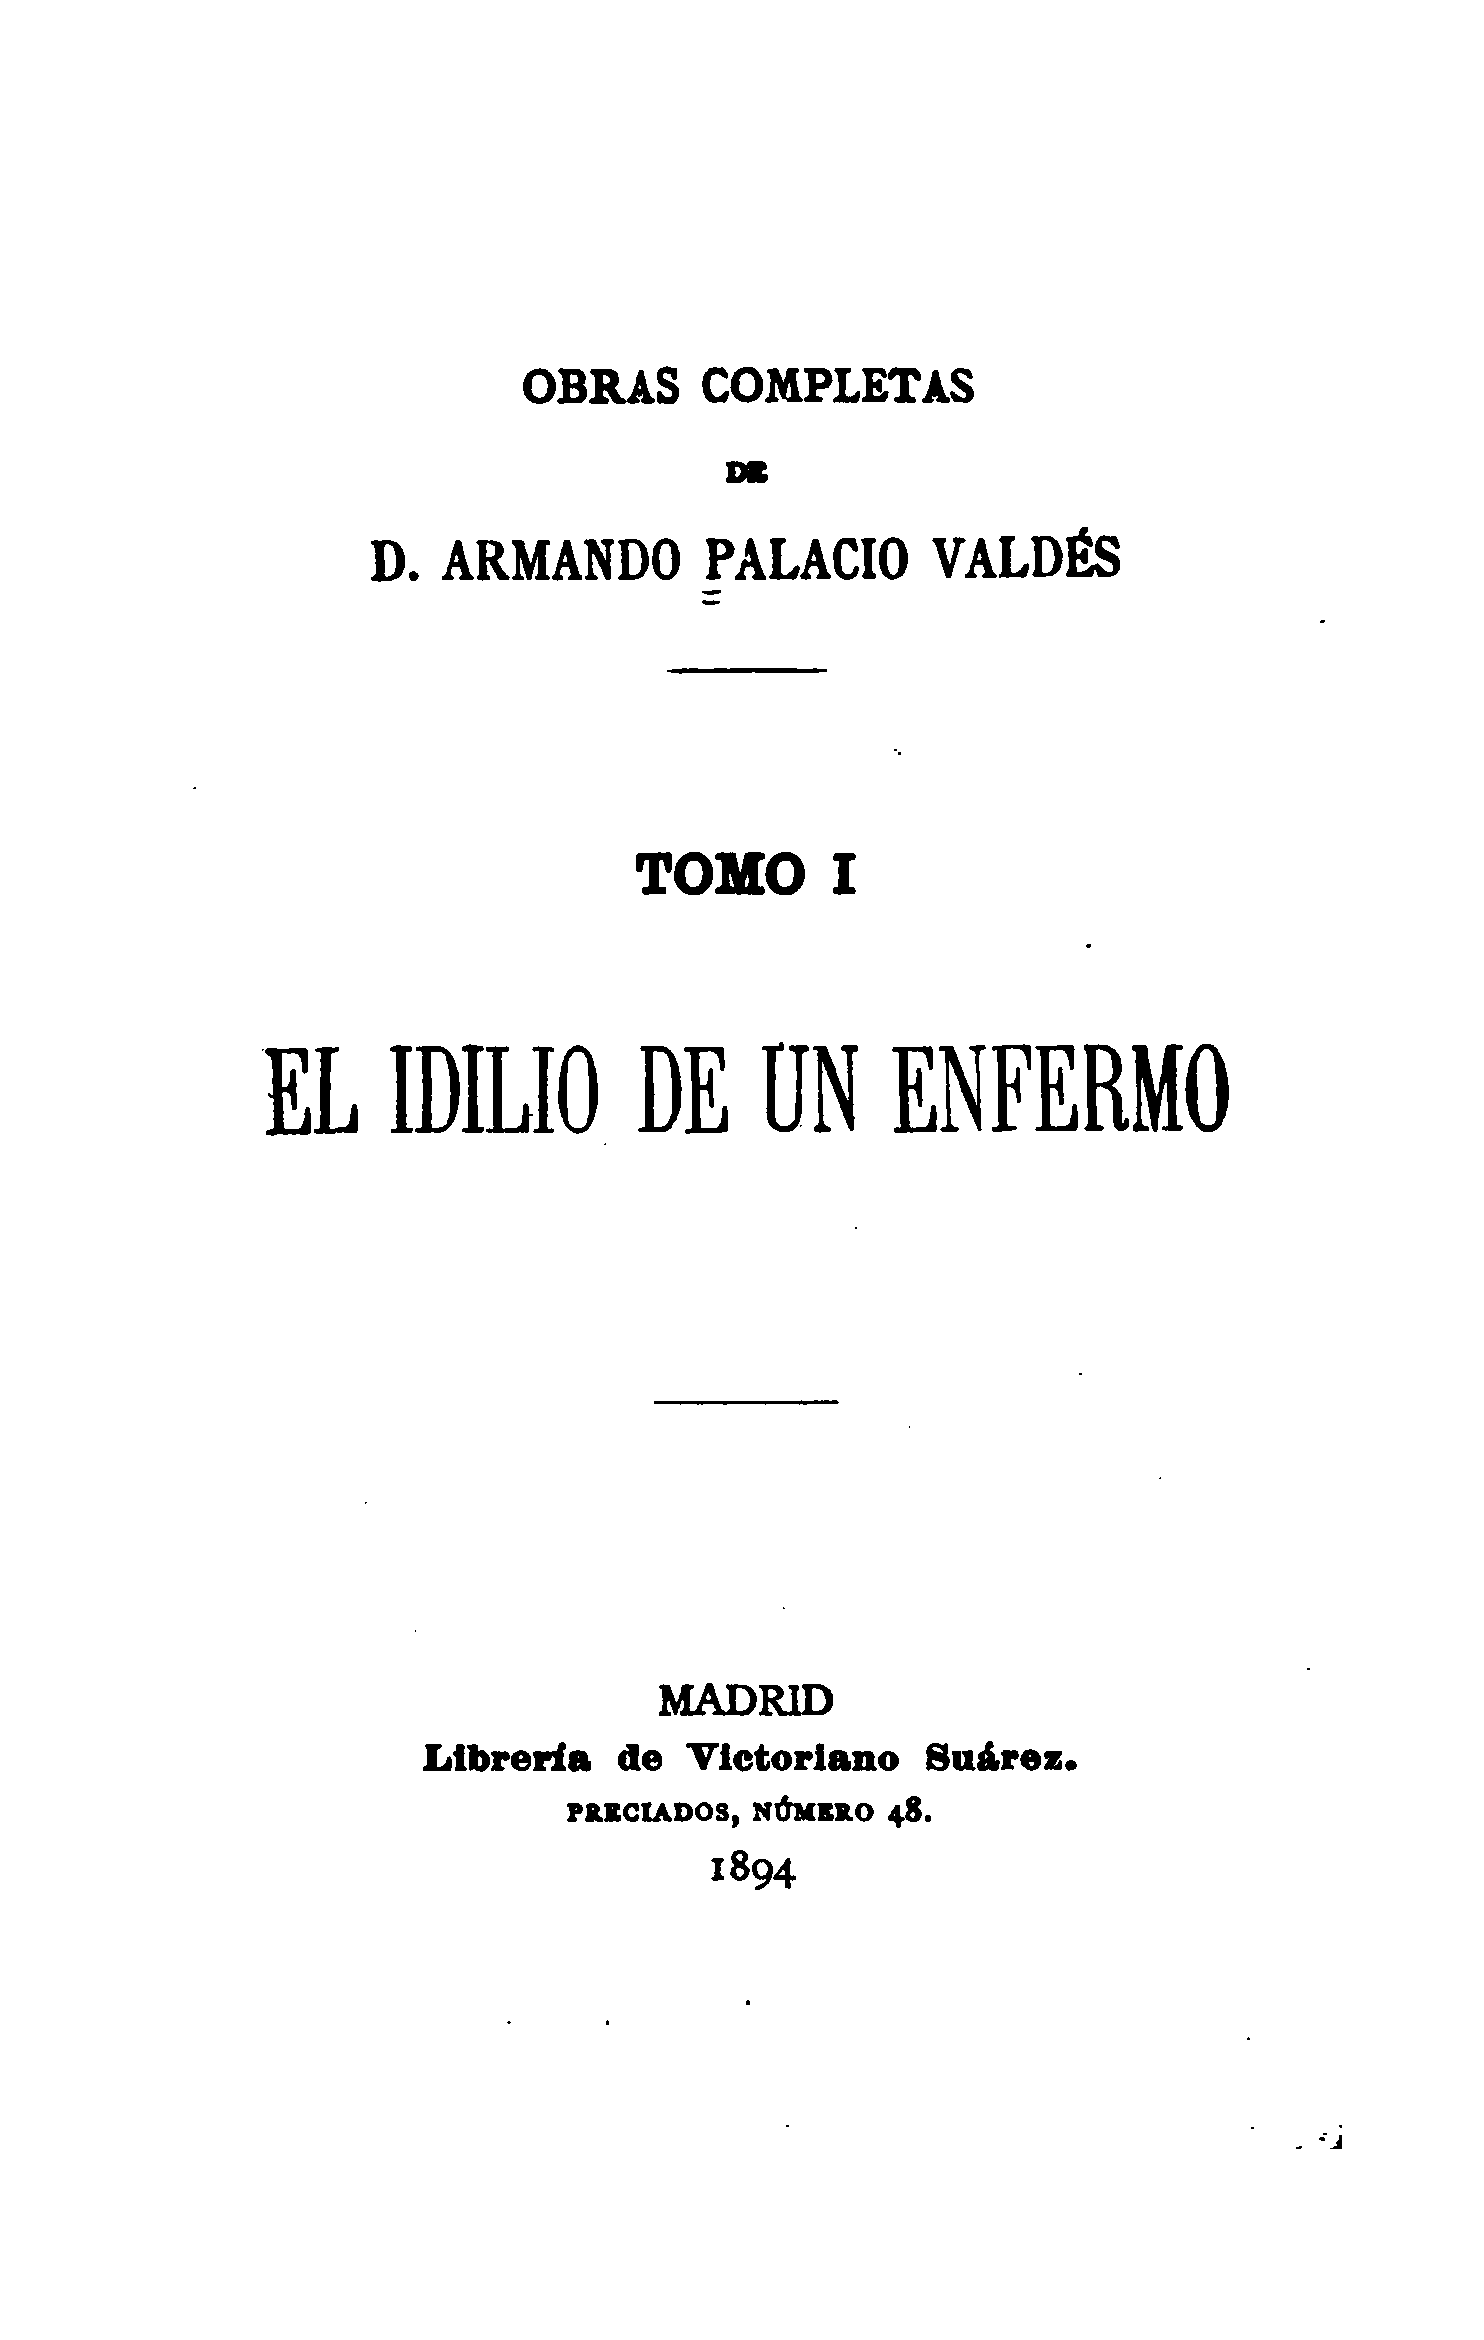 OBRAS COMPLETAS
DE
D. ARMANDO PALACIO VALDÉS
TOMO I
EL IDILIO DE UN ENFERMO
MADRID
Librería de Victoriano Suárez.
PRECIADOS, NÚMERO 48.
1894